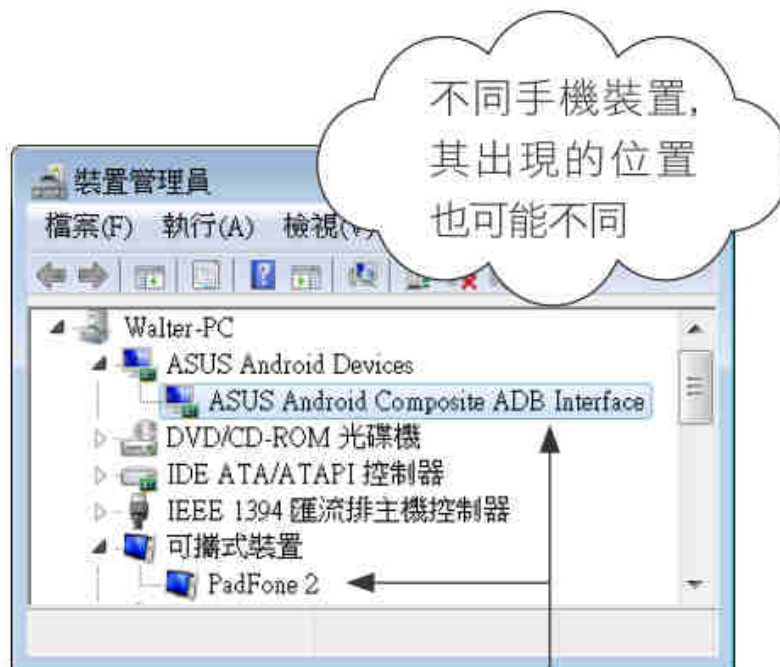 不同手機裝置,
其出現的位置
也可能不同
裝置管理員
檔案(F) 執行(A) 檢視(V)
Walter-PC
ASUS Android Devices
ASUS Android Composite ADB Interface
DVD/CD-ROM 光碟機
IDE ATA/ATAPI 控制器
IEEE 1394 匯流排主機控制器
可攜式裝置
PadFone 2